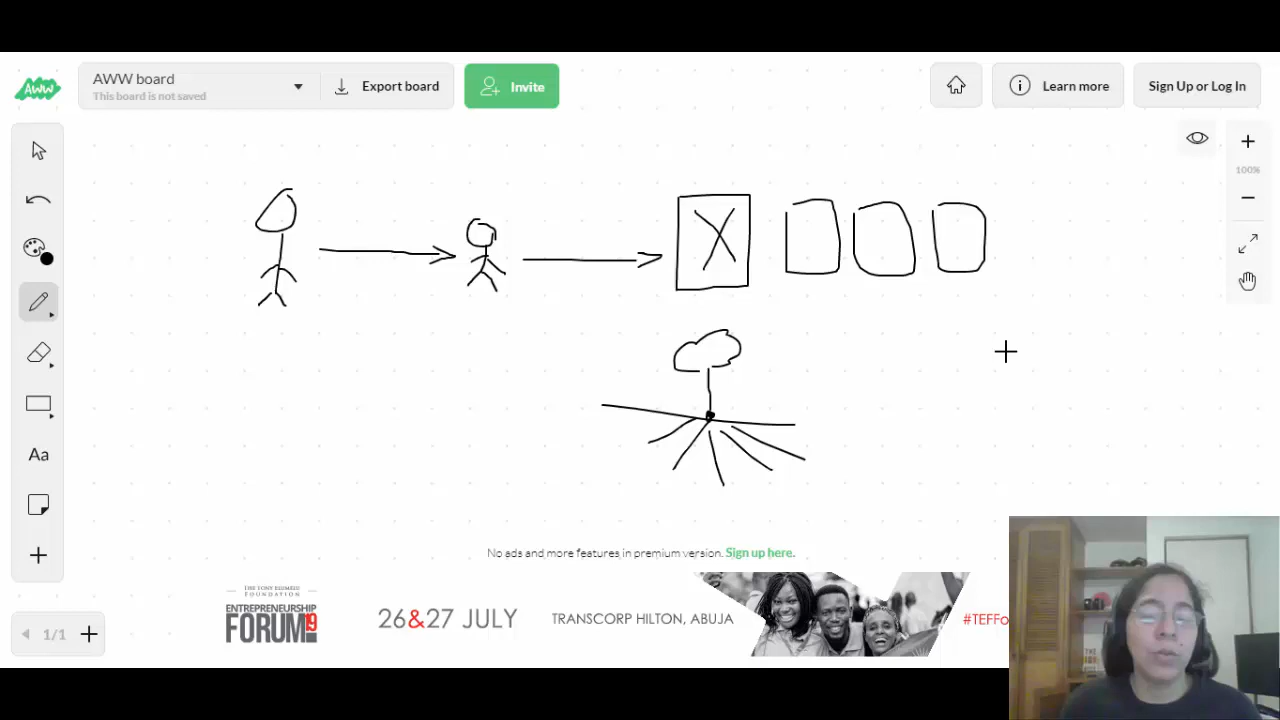 AWW
AWW board
This board is not saved
Export board
Invite
Learn more
Sign Up or Log In
100%
X
Aa
No ads and more features in premium version. Sign up here.
1/1
THE TONY ELUMELU
FOUNDATION
ENTREPRENEURSHIP
FORUM19
26&27 JULY
TRANSCORP HILTON, ABUJA
#TEFFo